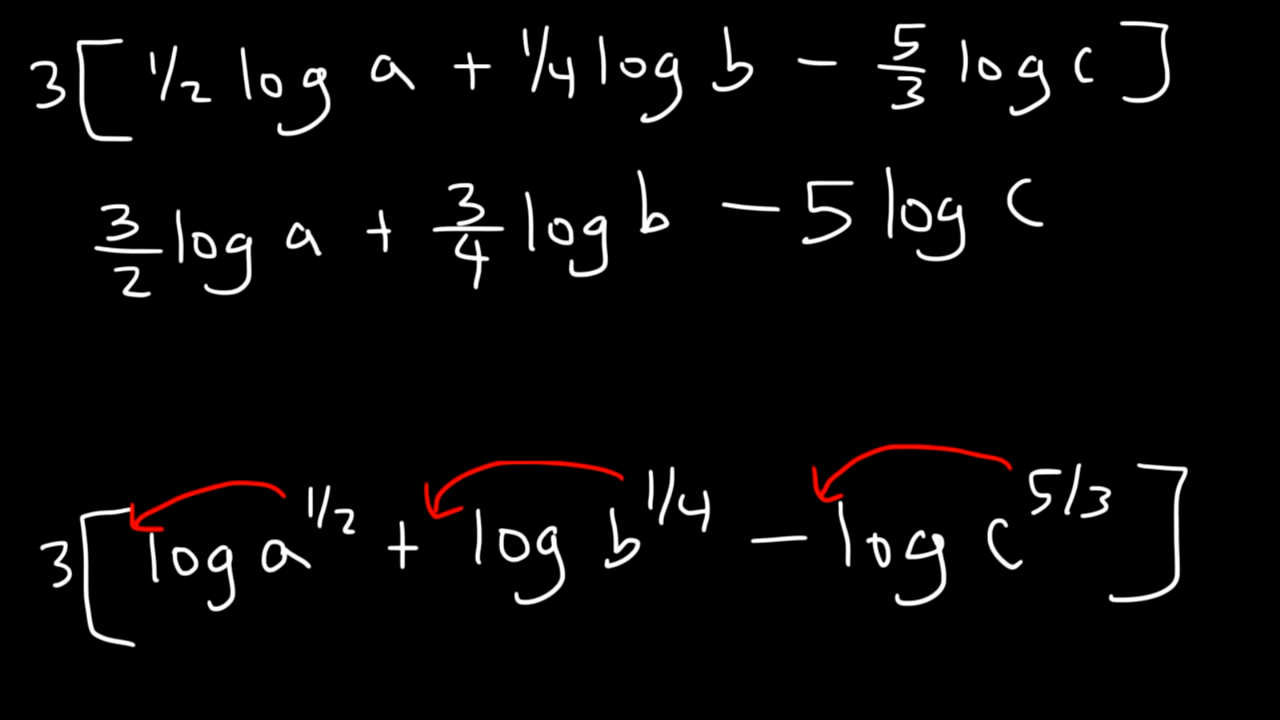 3[ 1/2 log a + 1/4 log b - 5/3 log c ]
3/2 log a + 3/4 log b - 5 log c
3[ log a^1/2 + log b^1/4 - log c^5/3 ]